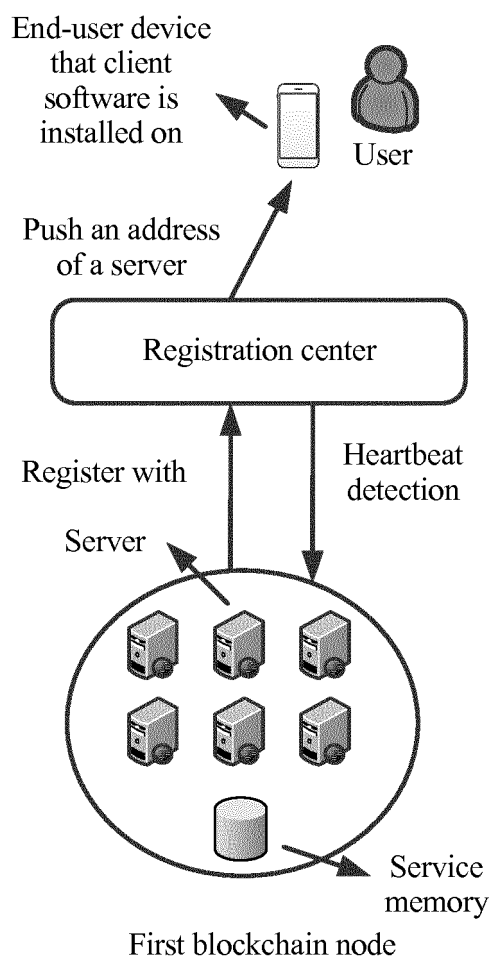 End-user device
that client
software is
installed on
User
Push an address
of a server
Registration center
Register with
Heartbeat
detection
Server
Service
memory
First blockchain node